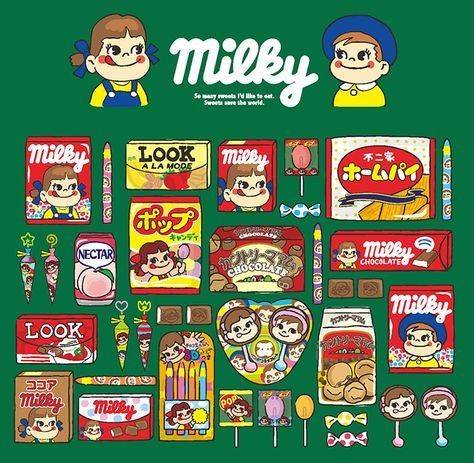 milky
So many sweets I'd like to eat.
Sweets save the world.
milky
LOOK
A LA MODE
milky
不二家
ホームパイ
NECTAR
ポップ
キャンディ
カントリーマアム
CHOCOLATE
milky
CHOCOLATE
LOOK
カントリーマアム
milky
ココア
Milky
milky
POP